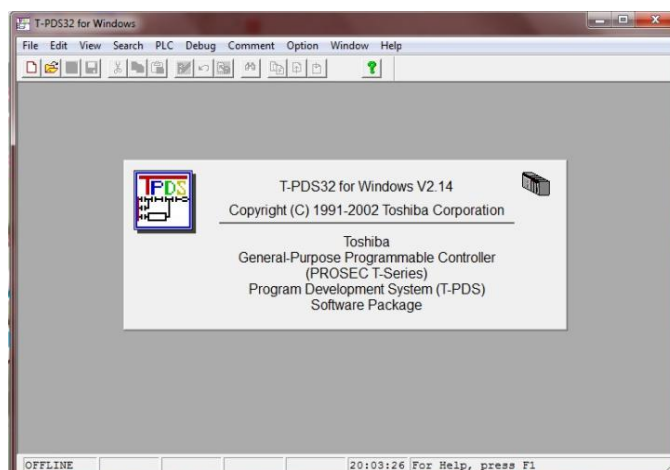 T-PDS32 for Windows
File Edit View Search PLC Debug Comment Option Window Help
TPDS
T-PDS32 for Windows V2.14
Copyright (C) 1991-2002 Toshiba Corporation
Toshiba
General-Purpose Programmable Controller
(PROSEC T-Series)
Program Development System (T-PDS)
Software Package
OFFLINE 20:03:26 For Help, press F1